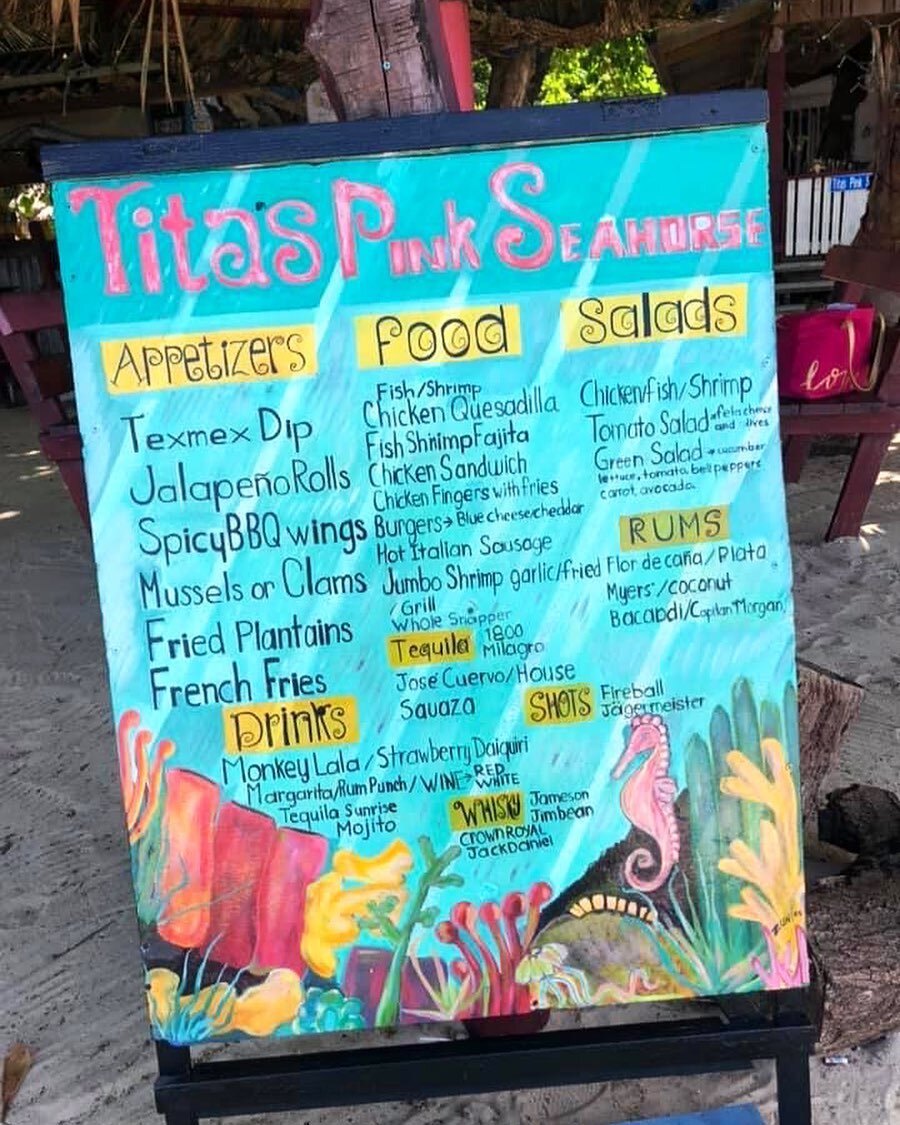 Titas Pink Seahorse
Appetizers
Texmex Dip
Jalapeño Rolls
Spicy BBQ wings
Mussels or Clams
Fried Plantains
French Fries
Food
Fish/Shrimp
Chicken Quesadilla
Fish Shrimp Fajita
Chicken Sandwich
Chicken Fingers with fries
Burgers → Blue cheese/cheddar
Hot Italian Sausage
Jumbo Shrimp garlic/fried
/Grill
Whole Snapper
Salads
Chicken/fish/Shrimp
Tomato Salad → feta cheese
and olives
Green Salad → cucumber
lettuce, tomato, bell peppers
carrot, avocado.
RUMS
Flor de caña/Plata
Myers'/coconut
Bacardi/Capitan Morgan
Tequila
1800
Milagro
José Cuervo/House
Sauaza
SHOTS
Fireball
Jägermeister
Drinks
Monkey Lala/Strawberry Daiquiri
Margarita/Rum Punch/WINE → RED
WHITE
Tequila Sunrise
Mojito
WHISKY
Jameson
Jimbean
CROWN ROYAL
Jack Daniel
Titas Pink S